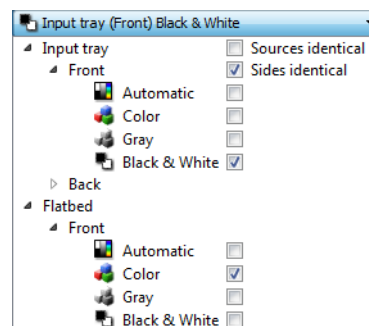 Input tray (Front) Black & White
Input tray Sources identical
Front Sides identical
Automatic
Color
Gray
Black & White
Back
Flatbed
Front
Automatic
Color
Gray
Black & White